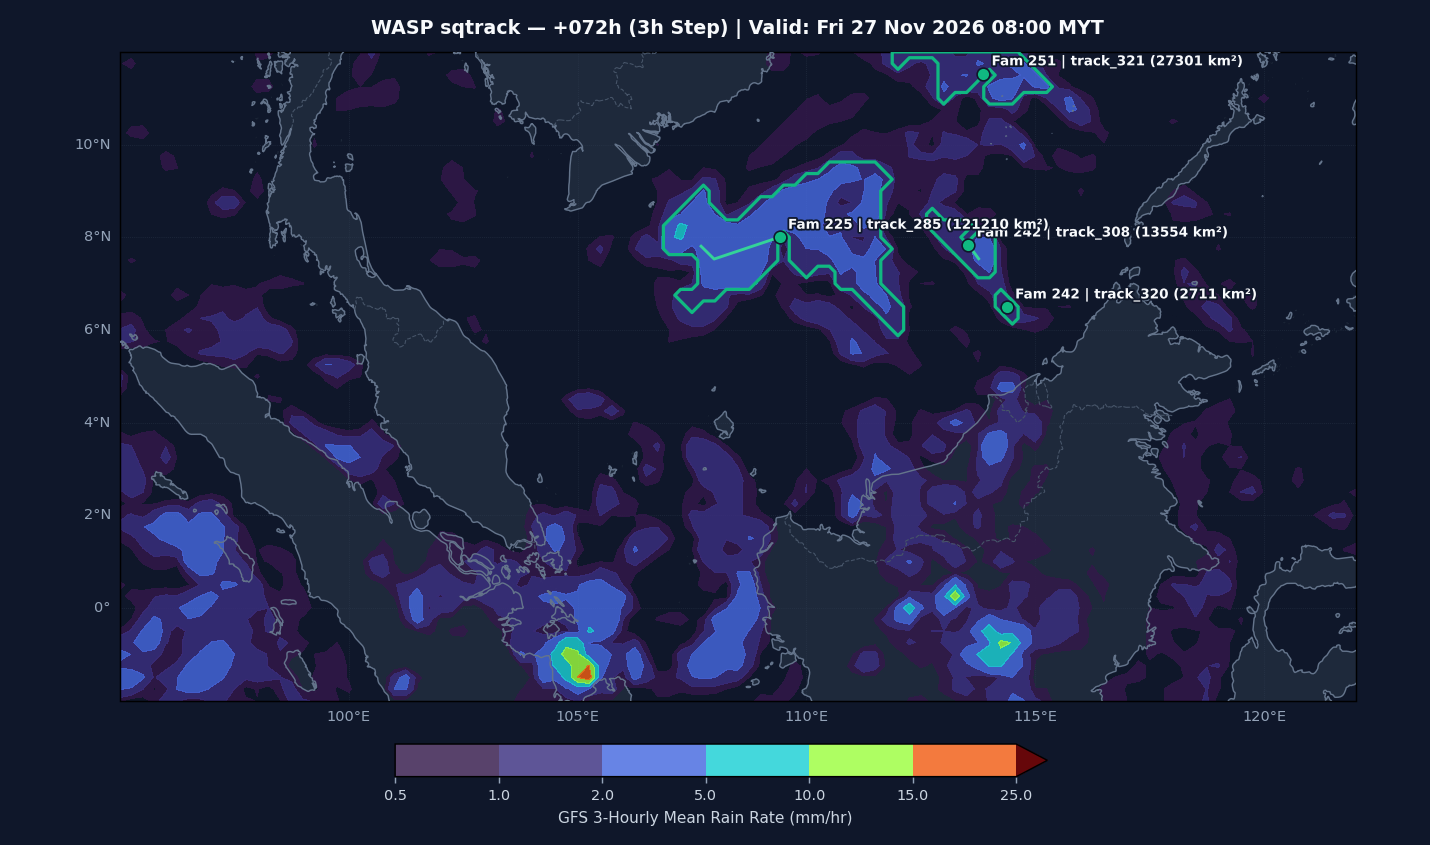 WASP sqtrack — +072h (3h Step) | Valid: Fri 27 Nov 2026 08:00 MYT
Fam 251 | track_321 (27301 km²)
10°N
8°N
Fam 225 | track_285 (121210 km²)
Fam 242 | track_308 (13554 km²)
Fam 242 | track_320 (2711 km²)
6°N
4°N
2°N
0°
100°E 105°E 110°E 115°E 120°E
0.5 1.0 2.0 5.0 10.0 15.0 25.0
GFS 3-Hourly Mean Rain Rate (mm/hr)